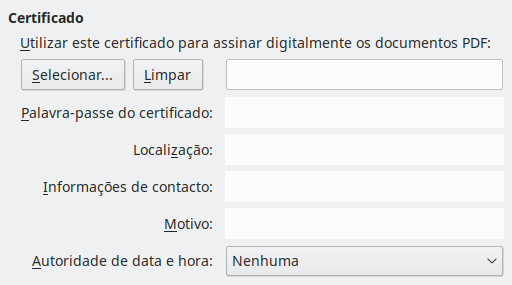 Certificado
Utilizar este certificado para assinar digitalmente os documentos PDF:
Selecionar... Limpar
Palavra-passe do certificado:
Localização:
Informações de contacto:
Motivo:
Autoridade de data e hora: Nenhuma